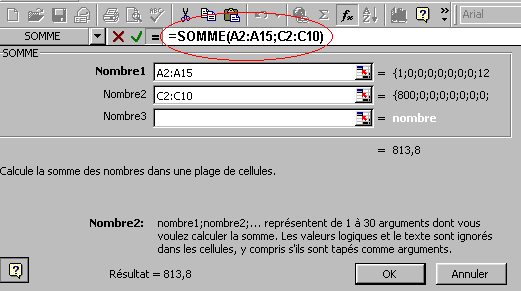 Arial
SOMME = =SOMME(A2:A15;C2:C10)
SOMME
Nombre1 A2:A15 = {1;0;0;0;0;0;0;0;12
Nombre2 C2:C10 = {800;0;0;0;0;0;0;0;
Nombre3 = nombre
= 813,8
Calcule la somme des nombres dans une plage de cellules.
Nombre2: nombre1;nombre2;... représentent de 1 à 30 arguments dont vous
voulez calculer la somme. Les valeurs logiques et le texte sont ignorés
dans les cellules, y compris s'ils sont tapés comme arguments.
Résultat = 813,8 OK Annuler